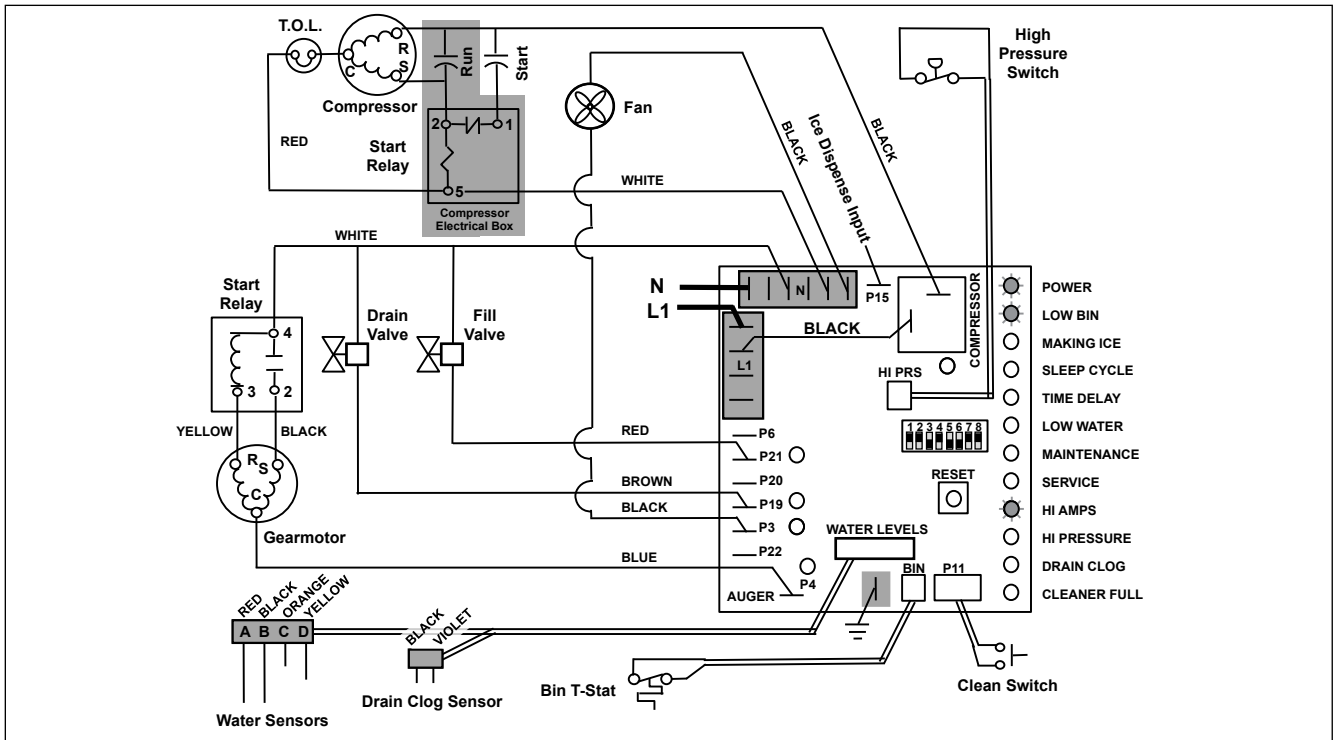 T.O.L.
R
S
C
Compressor
Run
Start
2
1
5
Start
Relay
Compressor
Electrical Box
RED
WHITE
Fan
BLACK
Ice Dispense Input
BLACK
High
Pressure
Switch
WHITE
Start
Relay
4
3
2
YELLOW
BLACK
R
S
C
Gearmotor
Drain
Valve
Fill
Valve
N
L1
N
P15
BLACK
L1
COMPRESSOR
HI PRS
1 2 3 4 5 6 7 8
RESET
POWER
LOW BIN
MAKING ICE
SLEEP CYCLE
TIME DELAY
LOW WATER
MAINTENANCE
SERVICE
HI AMPS
HI PRESSURE
DRAIN CLOG
CLEANER FULL
RED
BROWN
BLACK
BLUE
P6
P21
P20
P19
P3
P22
P4
AUGER
WATER LEVELS
BIN
P11
RED
BLACK
ORANGE
YELLOW
A B C D
Water Sensors
BLACK
VIOLET
Drain Clog Sensor
Bin T-Stat
Clean Switch